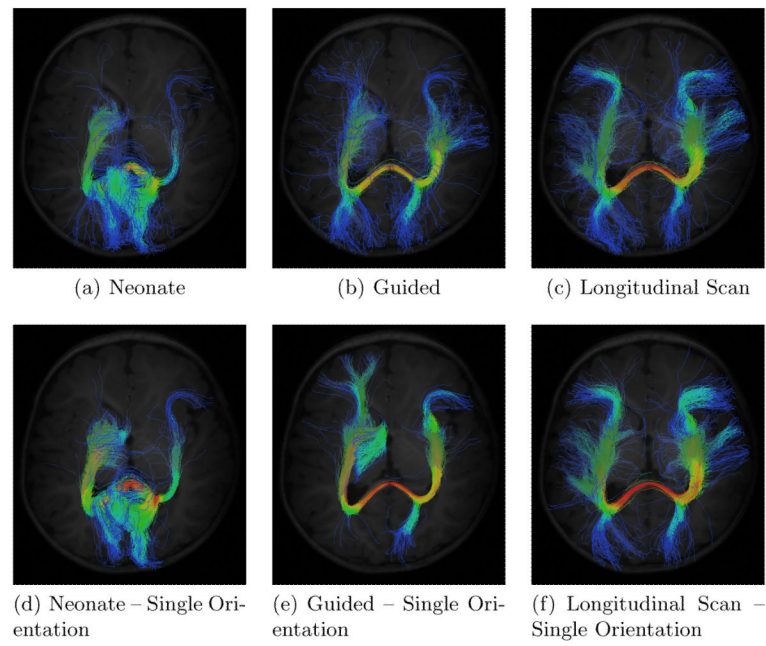 (a) Neonate
(b) Guided
(c) Longitudinal Scan
(d) Neonate – Single Ori-
entation
(e) Guided – Single Ori-
entation
(f) Longitudinal Scan –
Single Orientation